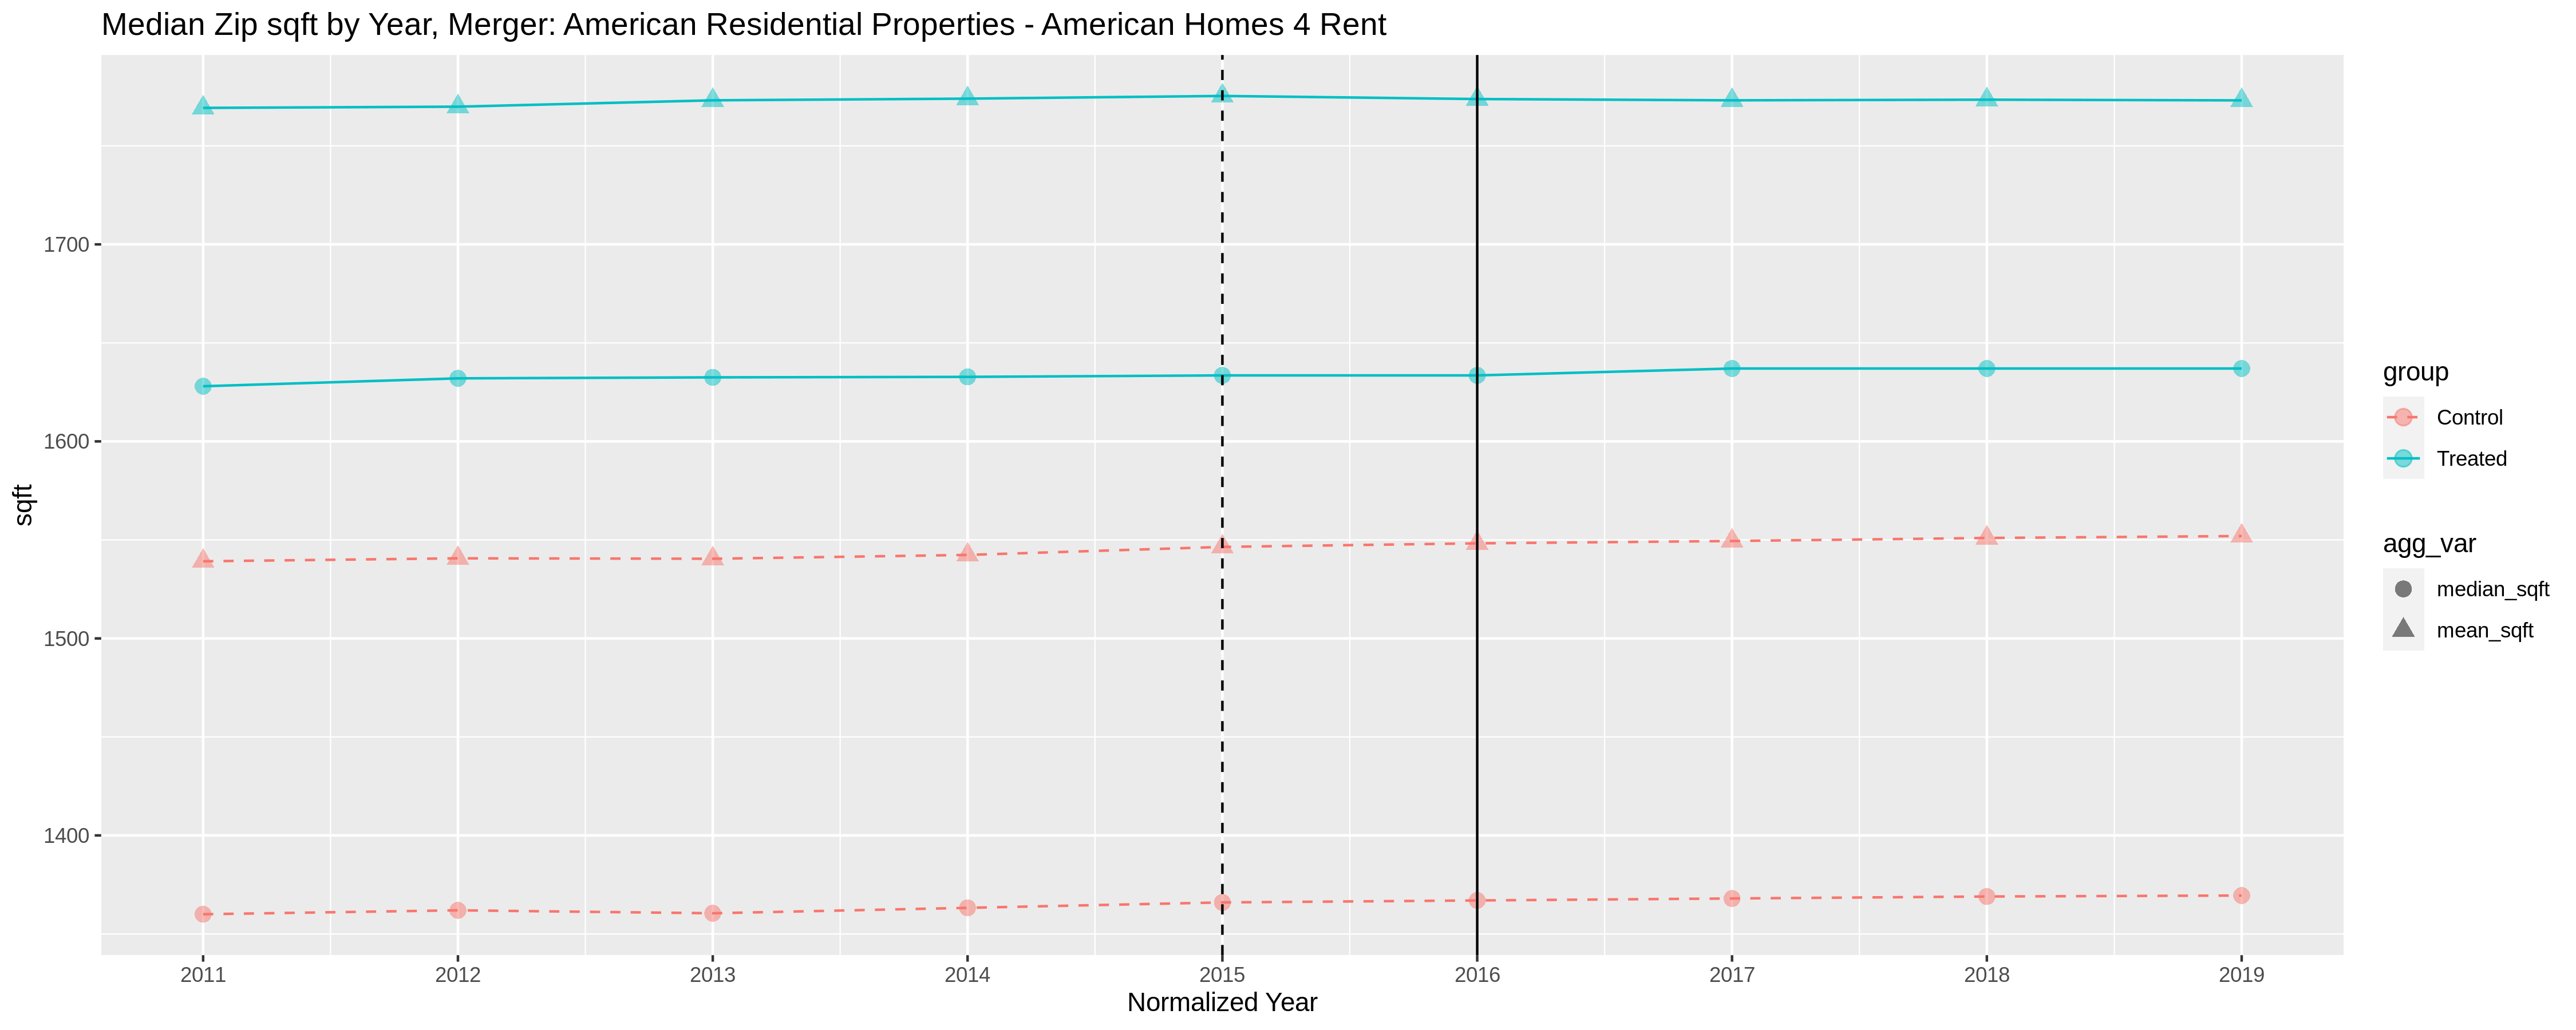 Median Zip sqft by Year, Merger: American Residential Properties - American Homes 4 Rent
sqft
1700
1600
1500
1400
2011 2012 2013 2014 2015 2016 2017 2018 2019
Normalized Year
group
Control
Treated
agg_var
median_sqft
mean_sqft